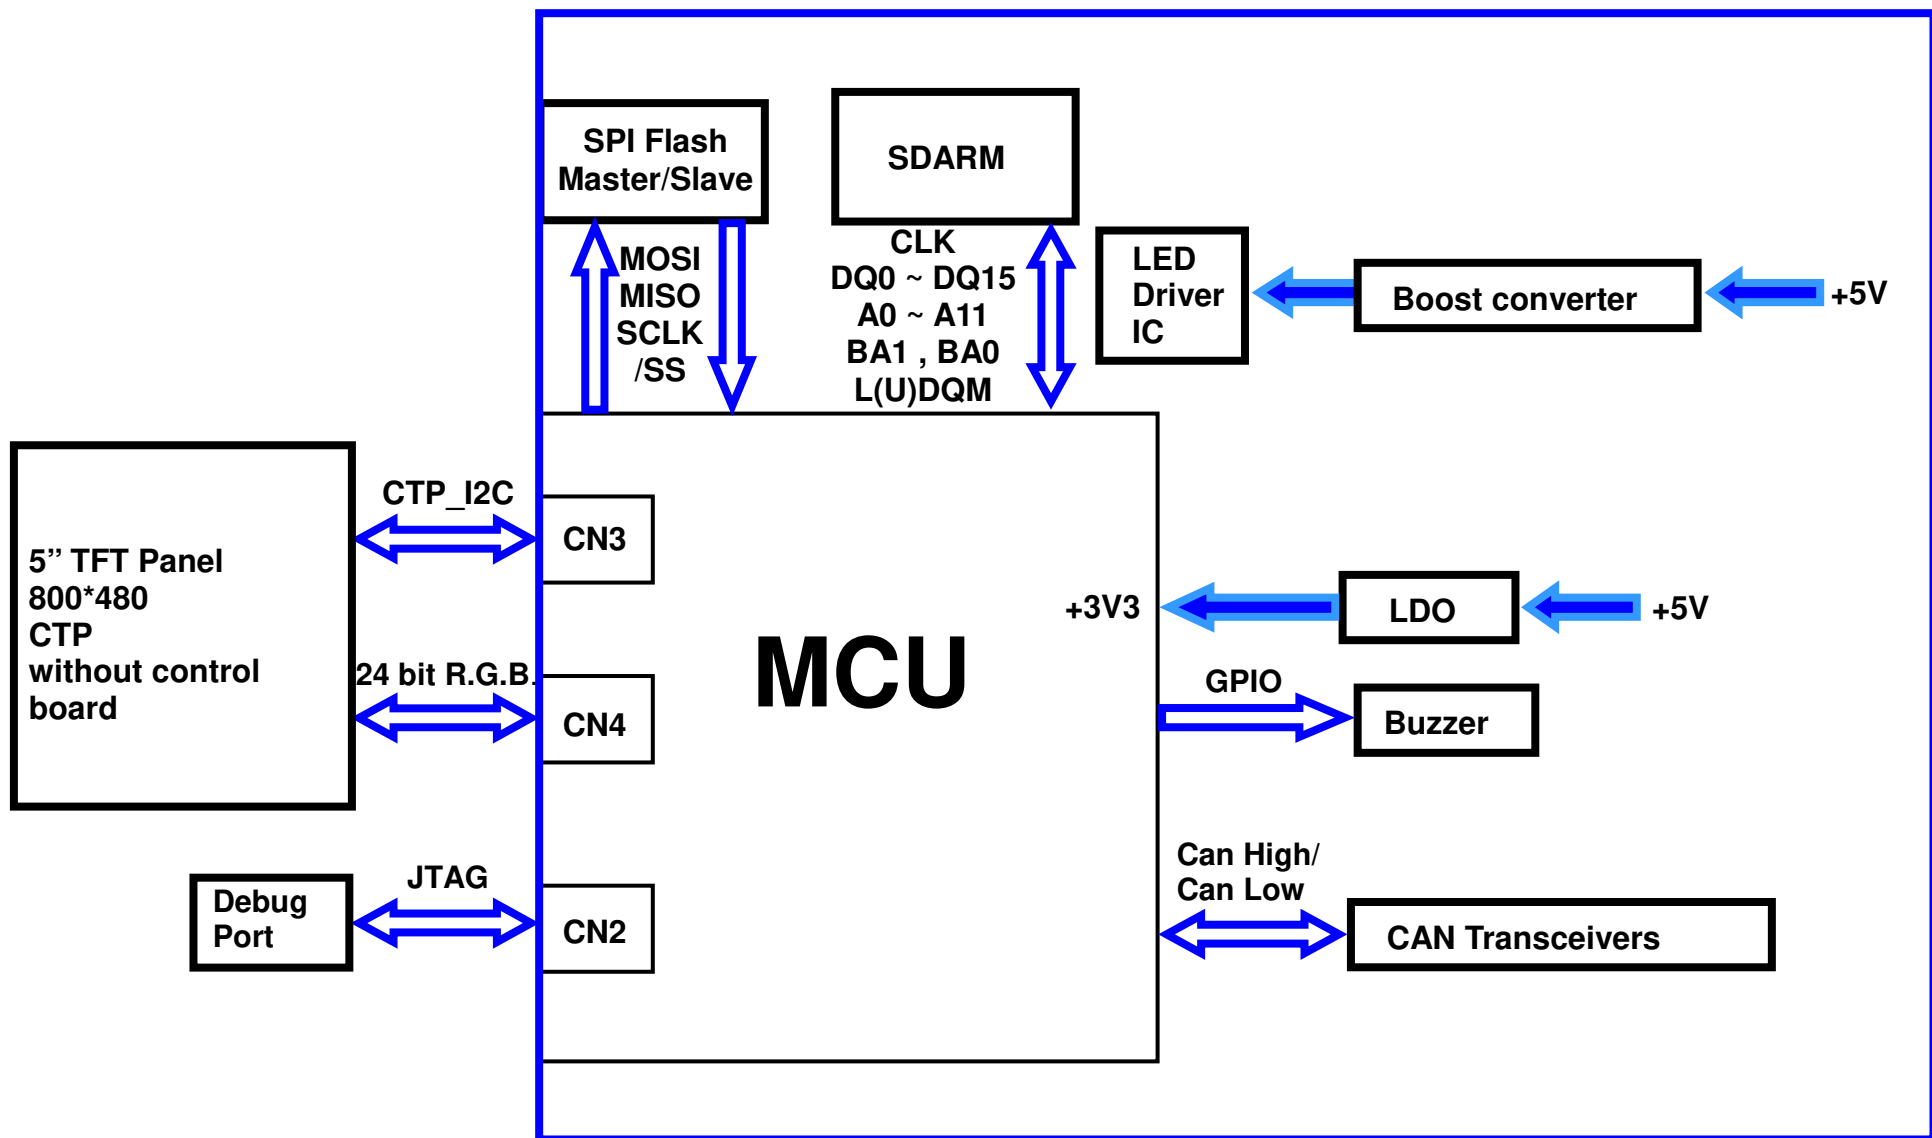 SPI Flash
Master/Slave
SDARM
MOSI
MISO
SCLK
/SS
CLK
DQ0 ~ DQ15
A0 ~ A11
BA1 , BA0
L(U)DQM
LED
Driver
IC
Boost converter
+5V
5” TFT Panel
800*480
CTP
without control
board
CTP_I2C
CN3
24 bit R.G.B.
CN4
MCU
+3V3
LDO
+5V
GPIO
Buzzer
Debug
Port
JTAG
CN2
Can High/
Can Low
CAN Transceivers